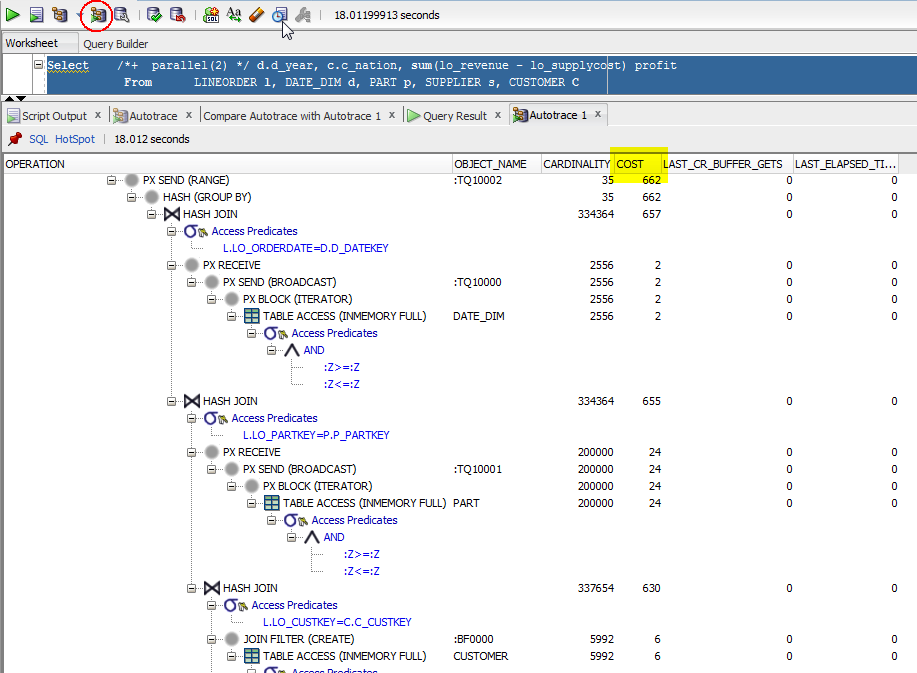 18.01199913 seconds
Worksheet Query Builder
Select /*+ parallel(2) */ d.d_year, c.c_nation, sum(lo_revenue - lo_supplycost) profit
From LINEORDER l, DATE_DIM d, PART p, SUPPLIER s, CUSTOMER C
Script Output x Autotrace x Compare Autotrace with Autotrace 1 x Query Result x Autotrace 1 x
SQL HotSpot 18.012 seconds
OPERATION OBJECT_NAME CARDINALITY COST LAST_CR_BUFFER_GETS LAST_ELAPSED_TI...
PX SEND (RANGE) :TQ10002 35 662 0 0
HASH (GROUP BY) 35 662 0 0
HASH JOIN 334364 657 0 0
Access Predicates
L.LO_ORDERDATE=D.D_DATEKEY
PX RECEIVE 2556 2 0 0
PX SEND (BROADCAST) :TQ10000 2556 2 0 0
PX BLOCK (ITERATOR) 2556 2 0 0
TABLE ACCESS (INMEMORY FULL) DATE_DIM 2556 2 0 0
Access Predicates
AND
:Z>=:Z
:Z<=:Z
HASH JOIN 334364 655 0 0
Access Predicates
L.LO_PARTKEY=P.P_PARTKEY
PX RECEIVE 200000 24 0 0
PX SEND (BROADCAST) :TQ10001 200000 24 0 0
PX BLOCK (ITERATOR) 200000 24 0 0
TABLE ACCESS (INMEMORY FULL) PART 200000 24 0 0
Access Predicates
AND
:Z>=:Z
:Z<=:Z
HASH JOIN 337654 630 0 0
Access Predicates
L.LO_CUSTKEY=C.C_CUSTKEY
JOIN FILTER (CREATE) :BF0000 5992 6 0 0
TABLE ACCESS (INMEMORY FULL) CUSTOMER 5992 6 0 0
Access Predicates